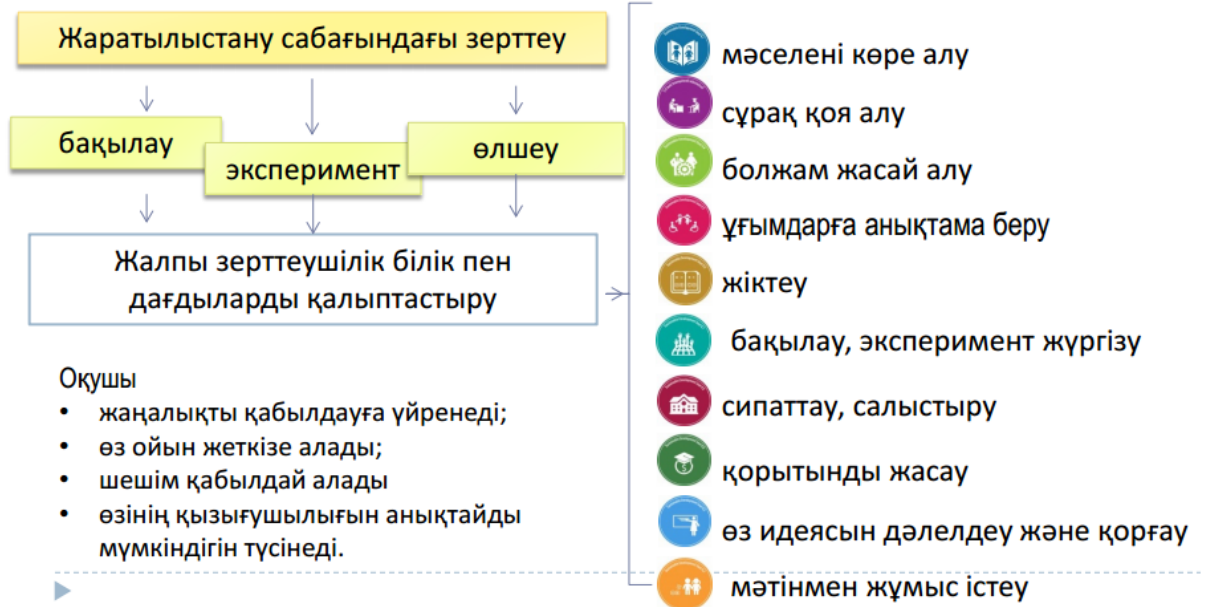 Жаратылыстану сабағындағы зерттеу
бақылау
эксперимент
өлшеу
Жалпы зерттеушілік білік пен
дағдыларды қалыптастыру
Оқушы
• жаңалықты қабылдауға үйренеді;
• өз ойын жеткізе алады;
• шешім қабылдай алады
• өзінің қызығушылығын анықтайды
мүмкіндігін түсінеді.
мәселені көре алу
сұрақ қоя алу
болжам жасай алу
ұғымдарға анықтама беру
жіктеу
бақылау, эксперимент жүргізу
сипаттау, салыстыру
қорытынды жасау
өз идеясын дәлелдеу және қорғау
мәтінмен жұмыс істеу